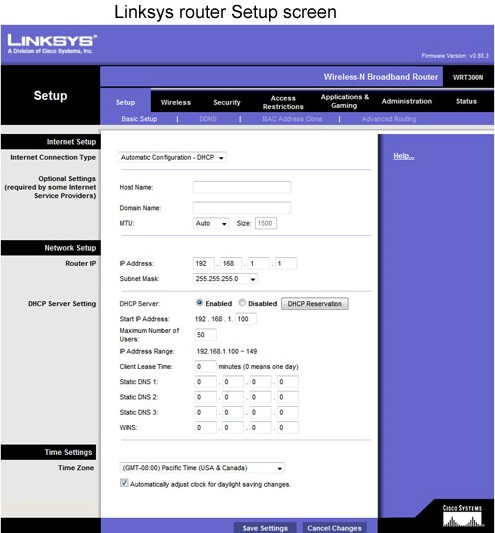 Linksys router Setup screen
LINKSYS®
A Division of Cisco Systems, Inc.
Firmware Version: v0.93.3
Wireless-N Broadband Router WRT300N
Setup
Setup Wireless Security Access Restrictions Applications & Gaming Administration Status
Basic Setup | DDNS | MAC Address Clone | Advanced Routing
Internet Setup
Internet Connection Type
Automatic Configuration - DHCP
Help...
Optional Settings
(required by some Internet
Service Providers)
Host Name:
Domain Name:
MTU: Auto Size: 1500
Network Setup
Router IP
IP Address: 192 . 168 . 1 . 1
Subnet Mask: 255.255.255.0
DHCP Server Setting
DHCP Server: Enabled Disabled DHCP Reservation
Start IP Address: 192 . 168 . 1. 100
Maximum Number of
Users: 50
IP Address Range: 192.168.1.100 ~ 149
Client Lease Time: 0 minutes (0 means one day)
Static DNS 1: 0 . 0 . 0 . 0
Static DNS 2: 0 . 0 . 0 . 0
Static DNS 3: 0 . 0 . 0 . 0
WINS: 0 . 0 . 0 . 0
Time Settings
Time Zone
(GMT-08:00) Pacific Time (USA & Canada)
Automatically adjust clock for daylight saving changes.
CISCO SYSTEMS
Save Settings Cancel Changes